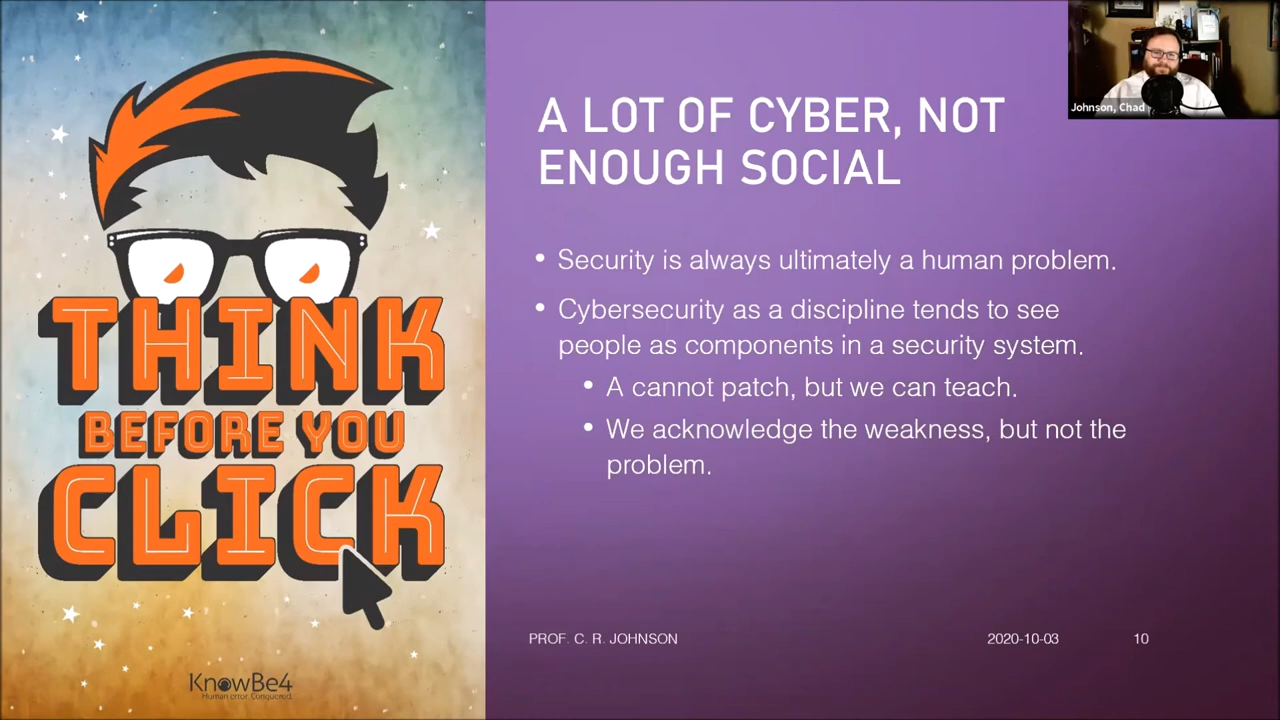 THINK
BEFORE YOU
CLICK
KnowBe4
Human error. Conquered.
A LOT OF CYBER, NOT
ENOUGH SOCIAL
• Security is always ultimately a human problem.
• Cybersecurity as a discipline tends to see
people as components in a security system.
• A cannot patch, but we can teach.
• We acknowledge the weakness, but not the
problem.
PROF. C. R. JOHNSON
2020-10-03
10
Johnson, Chad